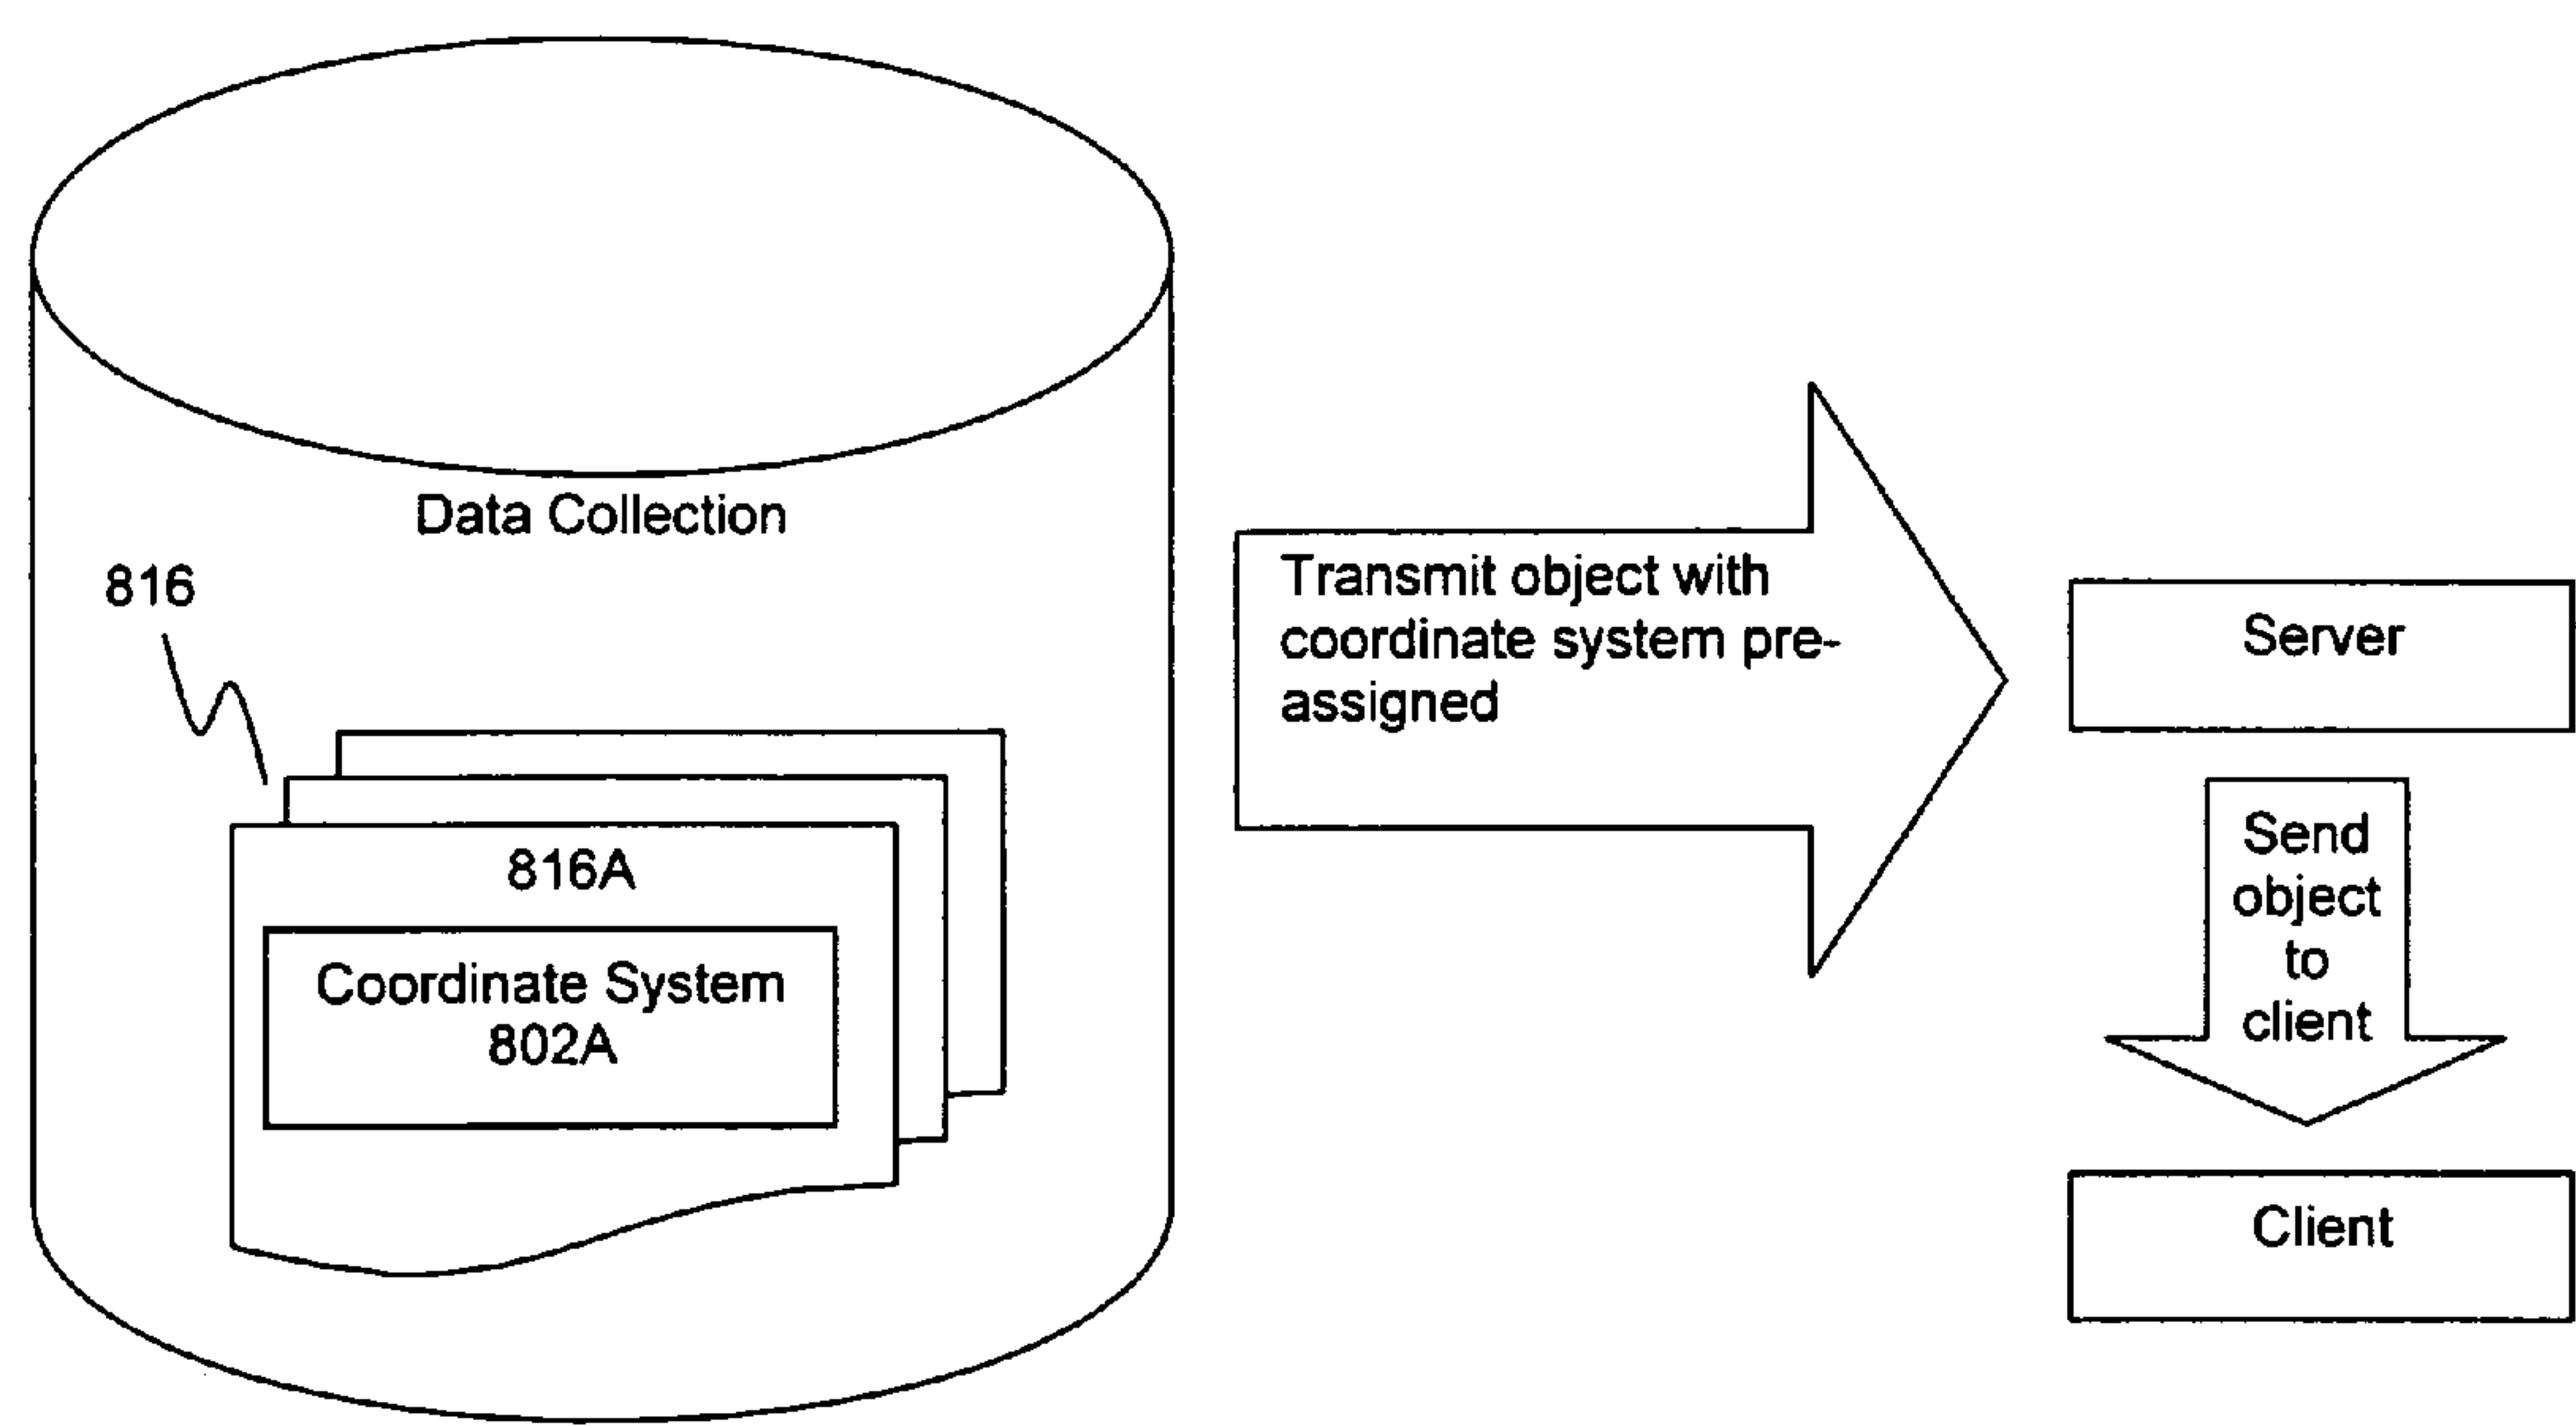 Data Collection
816
816A
Coordinate System
802A
Transmit object with
coordinate system pre-
assigned
Server
Send
object
to
client
Client